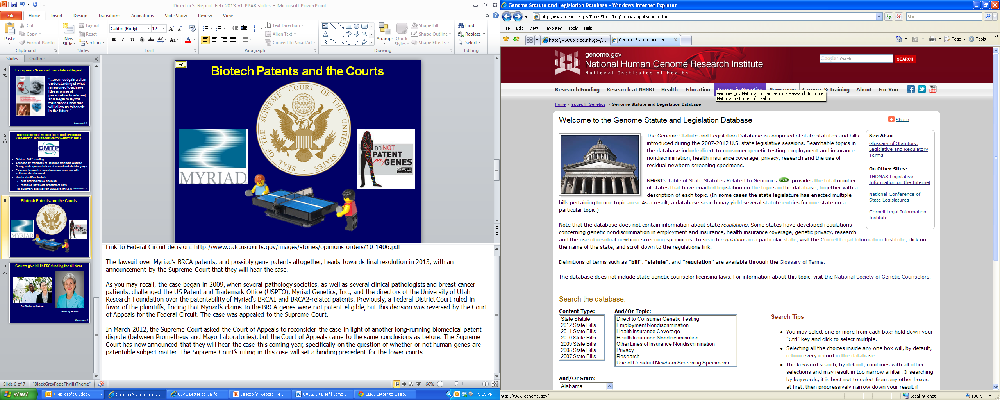 Director's_Report_Feb_2013_v1_PPAB slides - Microsoft PowerPoint
File Home Insert Design Transitions Animations Slide Show Review View
Paste
Cut
Copy
Format Painter
Clipboard
New Slide
Layout
Reset
Section
Slides
Calibri (Body) 12
Font
Text Direction
Align Text
Convert to SmartArt
Paragraph
Arrange
Quick Styles
Shape Fill
Shape Outline
Shape Effects
Drawing
Find
Replace
Select
Editing
Slides Outline
4
European Science Foundation Report
"...we must gain a clear
understanding of what
is required to achieve
[the promise of
personalized medicine]
and begin to lay the
foundations now that
will allow us to benefit
in the future."
Document #
5
Reimbursement Models to Promote Evidence
Generation and Innovation for Genomic Tests
CMTP
October 2012 meeting
Attended by members of Genomic Medicine Working
Group, and representatives of several stakeholder groups
Explored innovative ways to couple coverage with
evidence development
Needs identified include:
data sharing policy analysis
research physician ordering of tests
Full summary available on www.genome.gov
Document #
6
Biotech Patents and the Courts
MYRIAD
7
Courts give NIH hESC funding the all-clear
Drs Sherley and Deisher
Secretary Sebelius
Document #
JG1
Biotech Patents and the Courts
SEAL OF THE SUPREME COURT OF THE UNITED STATES
MYRIAD
DO NOT
PATENT
my GENES
ACLU
Link to Federal Circuit decision: http://www.cafc.uscourts.gov/images/stories/opinions-orders/10-1406.pdf
The lawsuit over Myriad's BRCA patents, and possibly gene patents altogether, heads towards final resolution in 2013, with an
announcement by the Supreme Court that they will hear the case.
As you may recall, the case began in 2009, when several pathology societies, as well as several clinical pathologists and breast cancer
patients, challenged the US Patent and Trademark Office (USPTO), Myriad Genetics, Inc., and the directors of the University of Utah
Research Foundation over the patentability of Myriad's BRCA1 and BRCA2-related patents. Previously, a Federal District Court ruled in
favor of the plaintiffs, finding that Myriad's claims to the BRCA genes were not patent-eligible, but this decision was reversed by the Court
of Appeals for the Federal Circuit. The case was appealed to the Supreme Court.
In March 2012, the Supreme Court asked the Court of Appeals to reconsider the case in light of another long-running biomedical patent
dispute (between Prometheus and Mayo Laboratories), but the Court of Appeals came to the same conclusions as before. The Supreme
Court has now announced that they will hear the case this coming year, specifically on the question of whether or not human genes are
patentable subject matter. The Supreme Court's ruling in this case will set a binding precedent for the lower courts.
Slide 6 of 7 "BlackGreyFadePhyllisTheme" 66%
start 7 Microsoft Outlook Genome Statute and ... CLRC Letter to Califo... Director's_Report_Fe... CALGINA Brief [Comp... CLRC Letter to Califo... 5:15 PM
Genome Statute and Legislation Database - Windows Internet Explorer
http://www.genome.gov/PolicyEthics/LegDatabase/pubsearch.cfm
Bing
File Edit View Favorites Tools Help
http://www.ors.od.nih.gov/... Genome Statute and Legi...
Page Tools
genome.gov
National Human Genome Research Institute
National Institutes of Health
Google™ Search SEARCH
Research Funding Research at NHGRI Health Education Issues in Genetics Newsroom Careers & Training About For You
You Tube
Genome.gov National Human Genome Research Institute
National Institutes of Health
Home > Issues In Genetics > Genome Statute and Legislation Database
Welcome to the Genome Statute and Legislation Database
Share
The Genome Statute and Legislation Database is comprised of state statutes and bills
introduced during the 2007-2012 U.S. state legislative sessions. Searchable topics in
the database include direct-to-consumer genetic testing, employment and insurance
nondiscrimination, health insurance coverage, privacy, research and the use of
residual newborn screening specimens.
NHGRI's Table of State Statutes Related to Genomics new provides the total number
of states that have enacted legislation on the topics in the database, together with a
description of each topic. (In some cases the state legislature has enacted multiple
bills pertaining to one topic area. As a result, a database search may yield several statute entries for one state on a
particular topic.)
Note that the database does not contain information about state regulations. Some states have developed regulations
concerning genetic nondiscrimination in employment and insurance, health insurance coverage, genetic privacy, research
and the use of residual newborn screening specimens. To search regulations in a particular state, visit the Cornell Legal Information Institute, click on
the name of the state, and scroll down to the regulations link.
Definitions of terms such as "bill", "statute", and "regulation" are available through the Glossary of Terms.
The database does not include state genetic counselor licensing laws. For information about this topic, visit the National Society of Genetic Counselors.
See Also:
Glossary of Statutory,
Legislative and Regulatory
Terms
On Other Sites:
THOMAS Legislative
Information on the Internet
National Conference of
State Legislatures
Cornell Legal Information
Institute
Search the database:
Content Type:
State Statute
2012 State Bills
2011 State Bills
2010 State Bills
2009 State Bills
2008 State Bills
2007 State Bills
And/Or Topic:
Direct-to-Consumer Genetic Testing
Employment Nondiscrimination
Health Insurance Coverage
Health Insurance Nondiscrimination
Other Lines of Insurance Nondiscrimination
Privacy
Research
Use of Residual Newborn Screening Specimens
And/Or State:
Alabama
Search Tips
You may select one or more from each box; hold down your
"Ctrl" key and click to select multiple.
Selecting all the choices inside any one box will, by default,
return every record in the database.
The keyword search, by default, combines with all other
selections and may result in too narrow a filter. If searching
by keywords, it is best not to select from any other boxes
at first, then progressively narrow down your result if
http://www.genome.gov/ Local intranet 100%